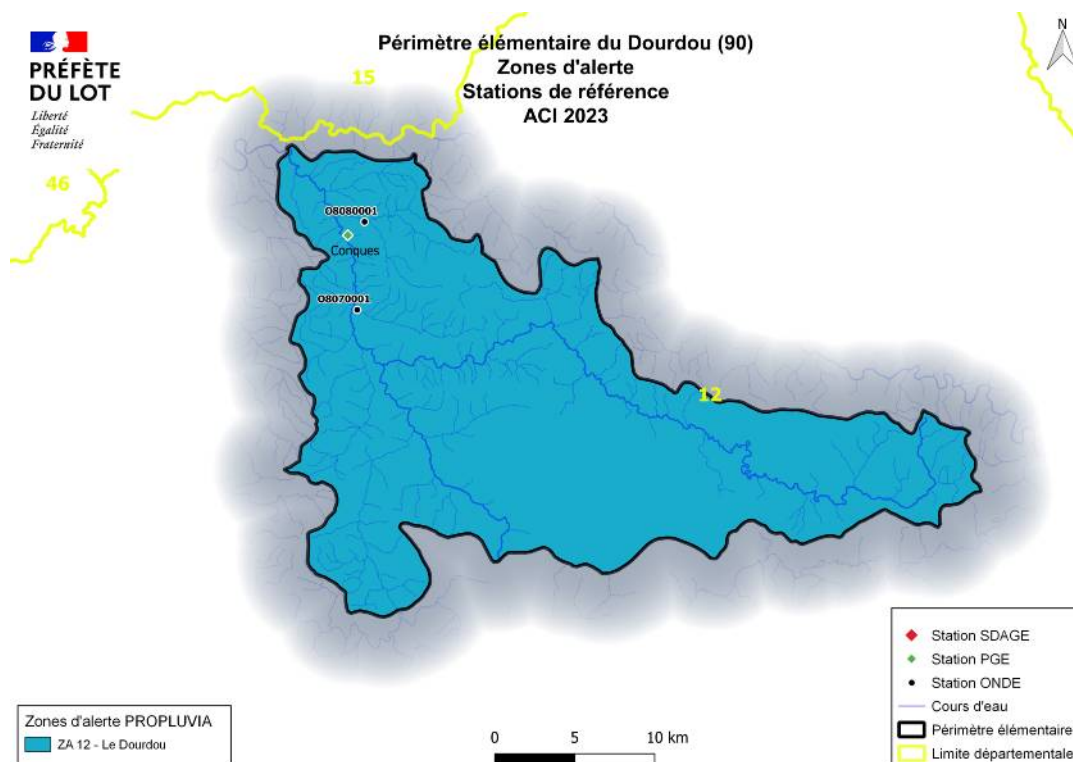 PRÉFÈTE
DU LOT
Liberté
Égalité
Fraternité
Périmètre élémentaire du Dourdou (90)
Zones d'alerte
Stations de référence
ACI 2023
N
15
46
O8080001
Conques
O8070001
12
Zones d'alerte PROPLUVIA
ZA 12 - Le Dourdou
0 5 10 km
Station SDAGE
Station PGE
Station ONDE
Cours d'eau
Périmètre élémentaire
Limite départementale